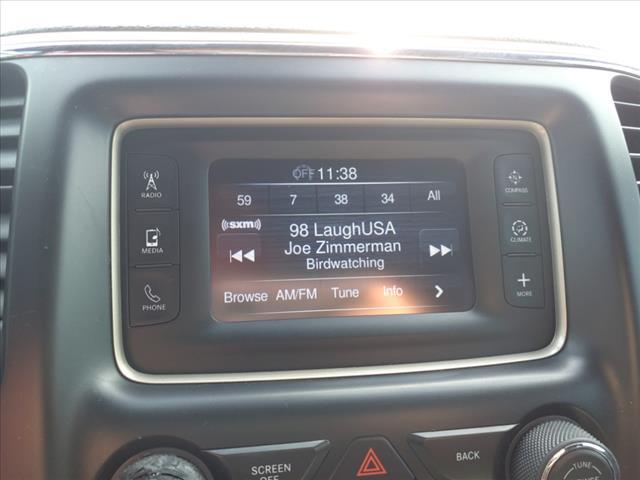 OFF 11:38
59 7 38 34 All
((sxm))
98 LaughUSA
Joe Zimmerman
Birdwatching
Browse AM/FM Tune Info
RADIO
MEDIA
PHONE
COMPASS
CLIMATE
MORE
SCREEN
OFF
BACK
TUNE